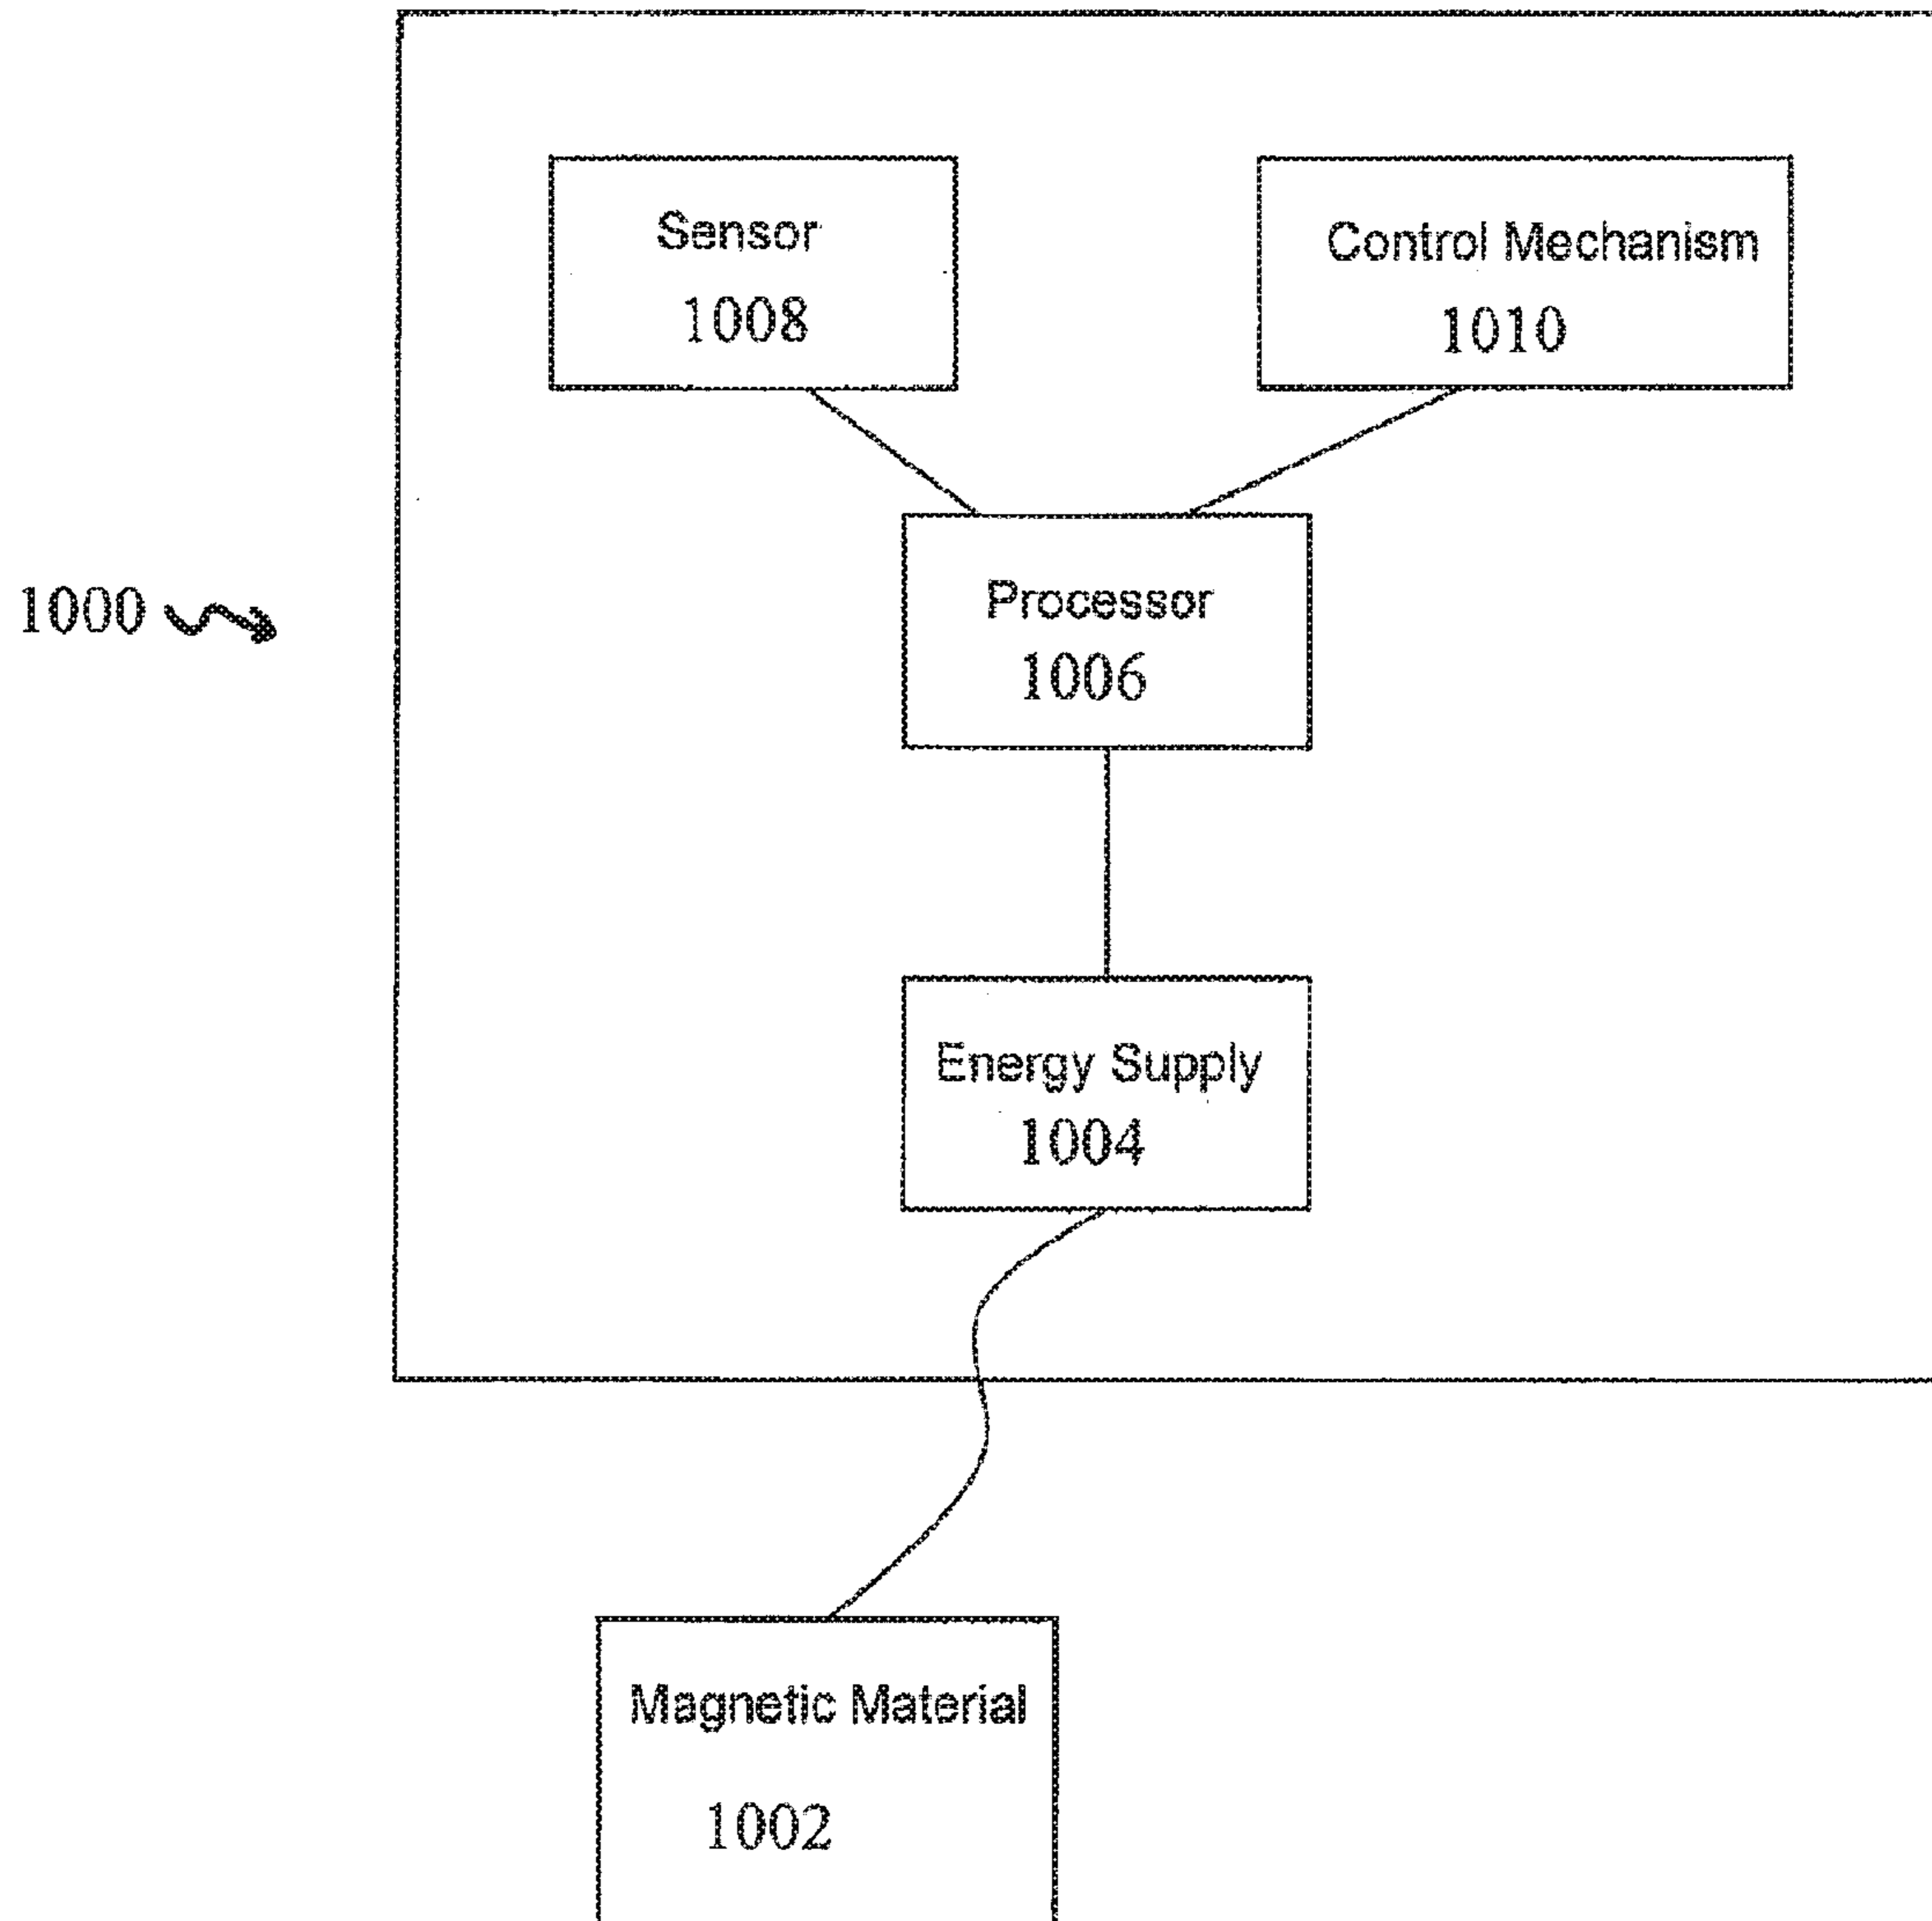 Sensor
1008
Control Mechanism
1010
1000
Processor
1006
Energy Supply
1004
Magnetic Material
1002